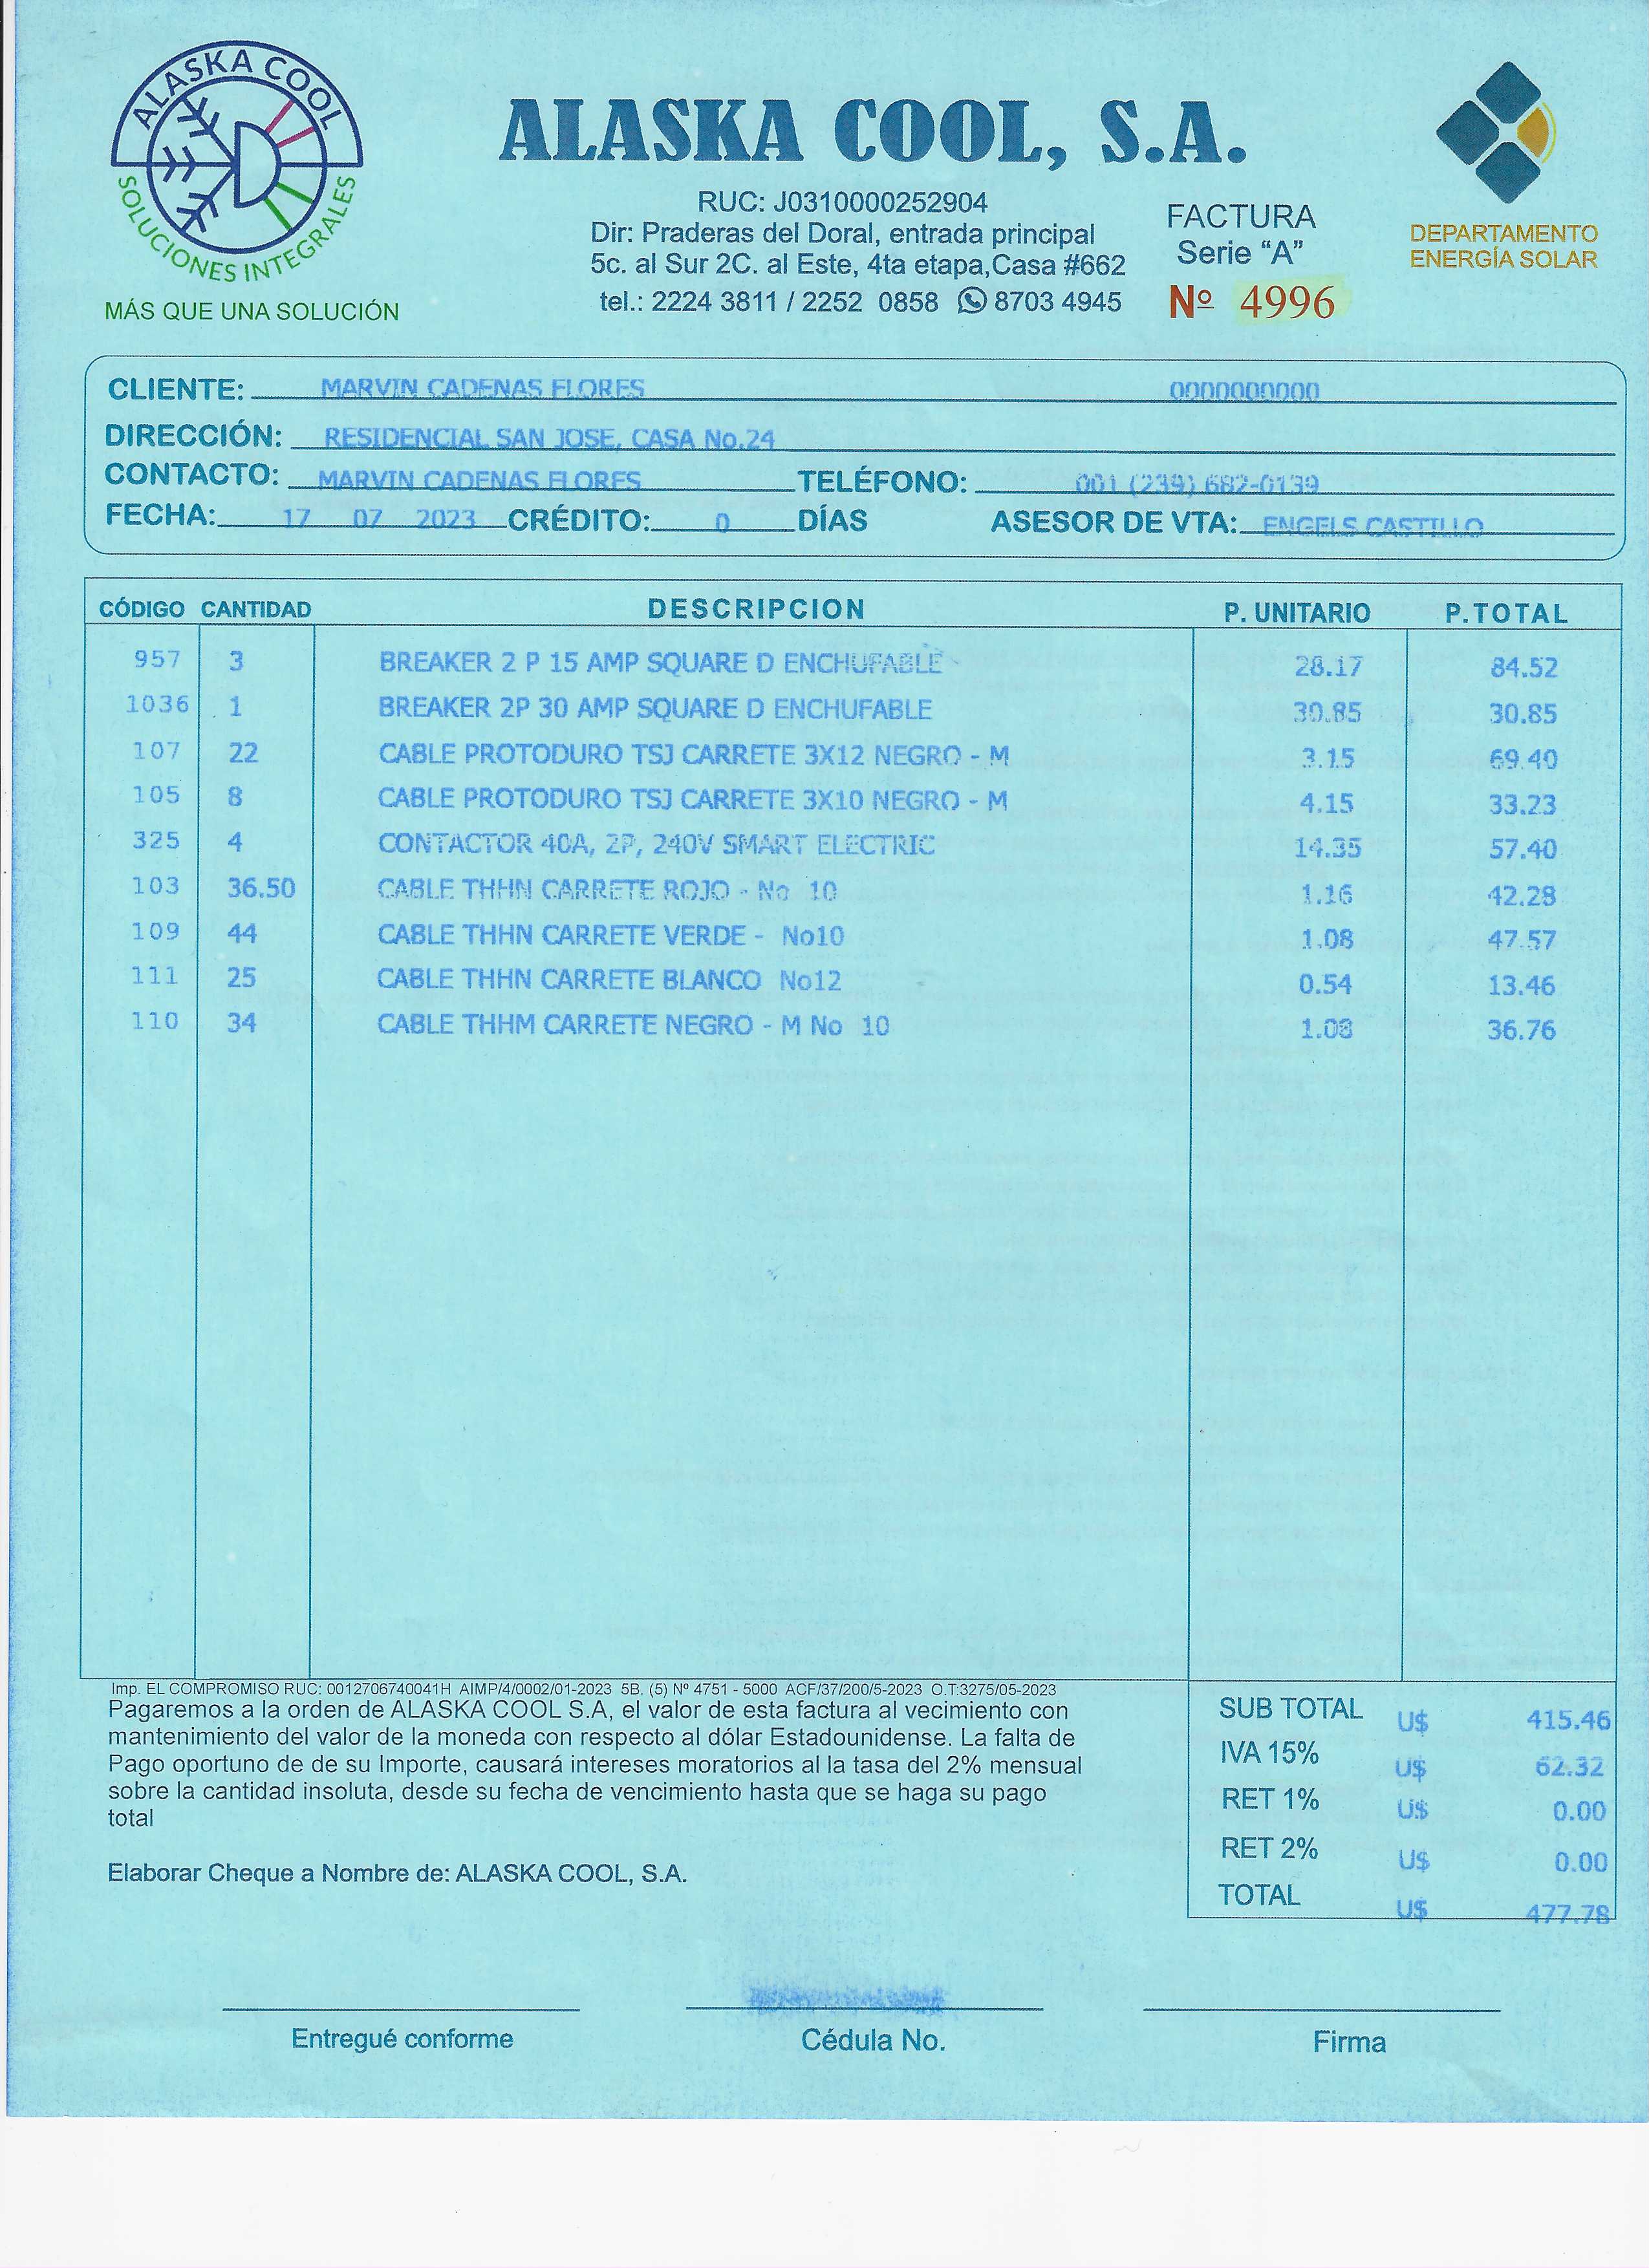 ALASKA COOL
SOLUCIONES INTEGRALES
MÁS QUE UNA SOLUCIÓN
ALASKA COOL, S.A.
RUC: J0310000252904
Dir: Praderas del Doral, entrada principal
5c. al Sur 2C. al Este, 4ta etapa,Casa #662
tel.: 2224 3811 / 2252 0858 8703 4945
FACTURA
Serie “A”
Nº 4996
DEPARTAMENTO
ENERGÍA SOLAR
CLIENTE: MARVIN CADENAS FLORES 0000000000
DIRECCIÓN: RESIDENCIAL SAN JOSE, CASA No.24
CONTACTO: MARVIN CADENAS FLORES TELÉFONO: 001 (239) 682-0139
FECHA: 17 07 2023 CRÉDITO: 0 DÍAS ASESOR DE VTA: ENGELS CASTILLO
CÓDIGO CANTIDAD DESCRIPCION P. UNITARIO P. TOTAL
957 3 BREAKER 2 P 15 AMP SQUARE D ENCHUFABLE 28.17 84.52
1036 1 BREAKER 2P 30 AMP SQUARE D ENCHUFABLE 30.85 30.85
107 22 CABLE PROTODURO TSJ CARRETE 3X12 NEGRO - M 3.15 69.40
105 8 CABLE PROTODURO TSJ CARRETE 3X10 NEGRO - M 4.15 33.23
325 4 CONTACTOR 40A, 2P, 240V SMART ELECTRIC 14.35 57.40
103 36.50 CABLE THHN CARRETE ROJO - No 10 1.16 42.28
109 44 CABLE THHN CARRETE VERDE - No10 1.08 47.57
111 25 CABLE THHN CARRETE BLANCO No12 0.54 13.46
110 34 CABLE THHM CARRETE NEGRO - M No 10 1.08 36.76
Imp. EL COMPROMISO RUC: 0012706740041H AIMP/4/0002/01-2023 5B. (5) Nº 4751 - 5000 ACF/37/200/5-2023 O.T:3275/05-2023
Pagaremos a la orden de ALASKA COOL S.A, el valor de esta factura al vecimiento con
mantenimiento del valor de la moneda con respecto al dólar Estadounidense. La falta de
Pago oportuno de de su Importe, causará intereses moratorios al la tasa del 2% mensual
sobre la cantidad insoluta, desde su fecha de vencimiento hasta que se haga su pago
total
Elaborar Cheque a Nombre de: ALASKA COOL, S.A.
SUB TOTAL U$ 415.46
IVA 15% U$ 62.32
RET 1% U$ 0.00
RET 2% U$ 0.00
TOTAL U$ 477.78
Entregué conforme Cédula No. Firma